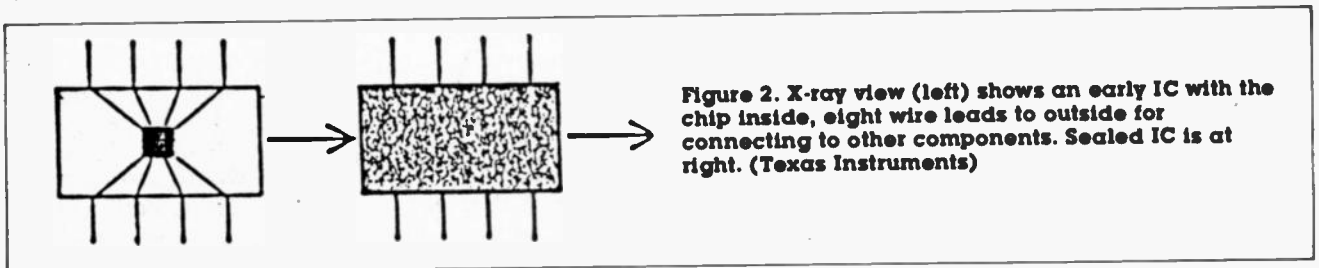 Figure 2. X-ray view (left) shows an early IC with the
chip inside, eight wire leads to outside for
connecting to other components. Sealed IC is at
right. (Texas Instruments)